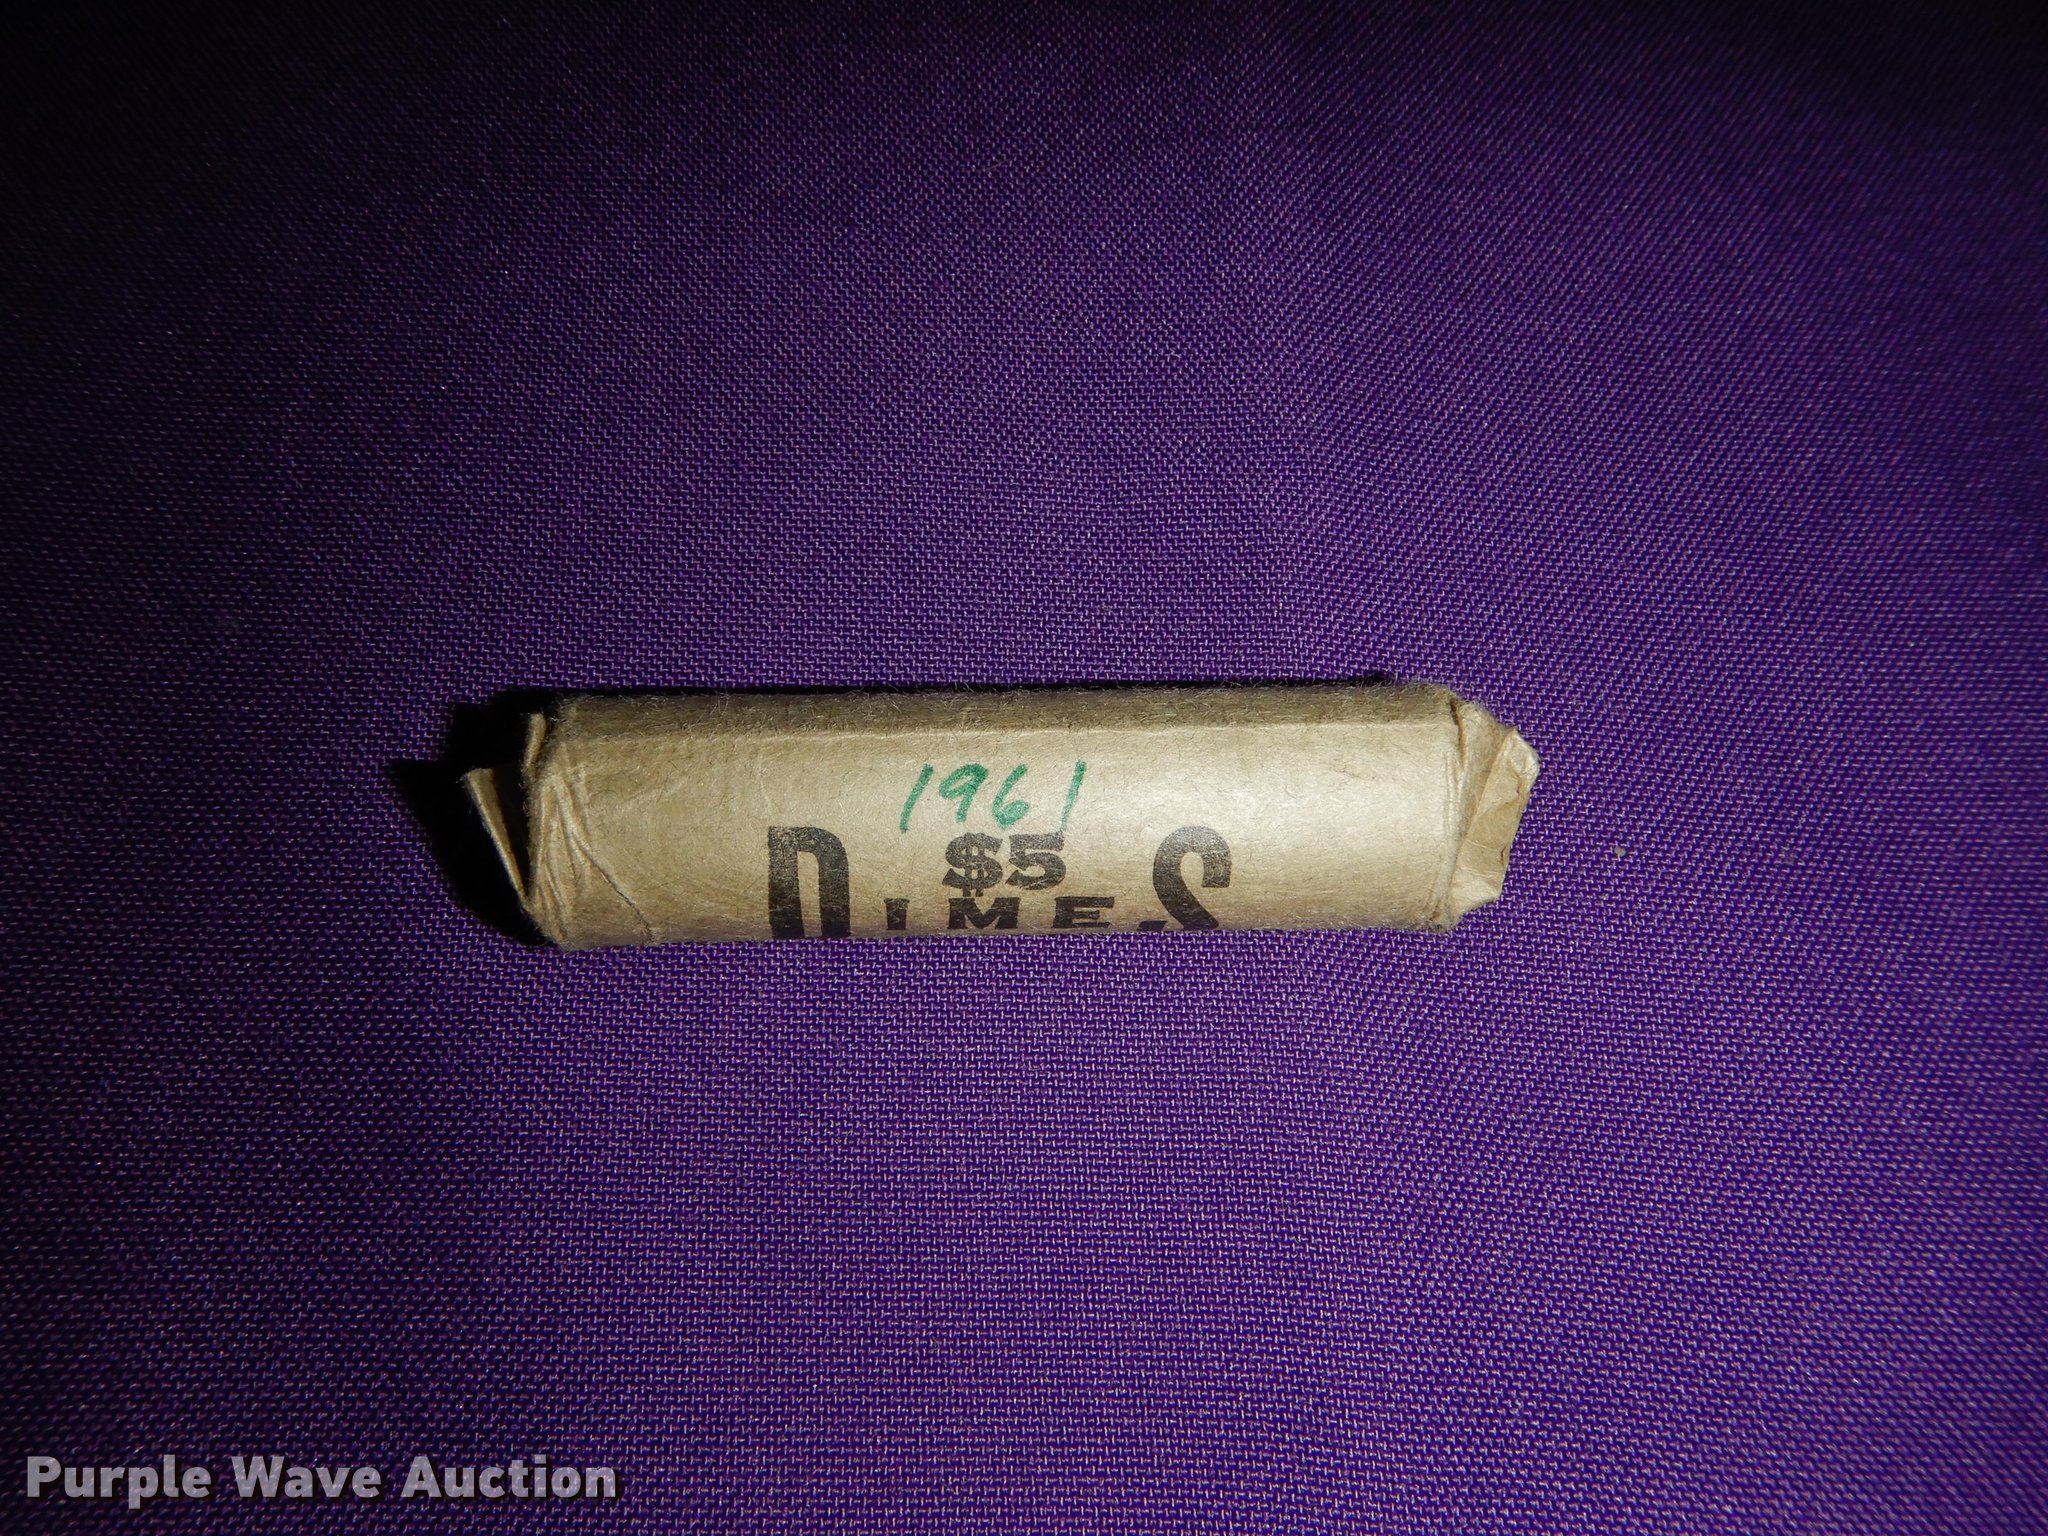 1961
$5
DIMES
Purple Wave Auction